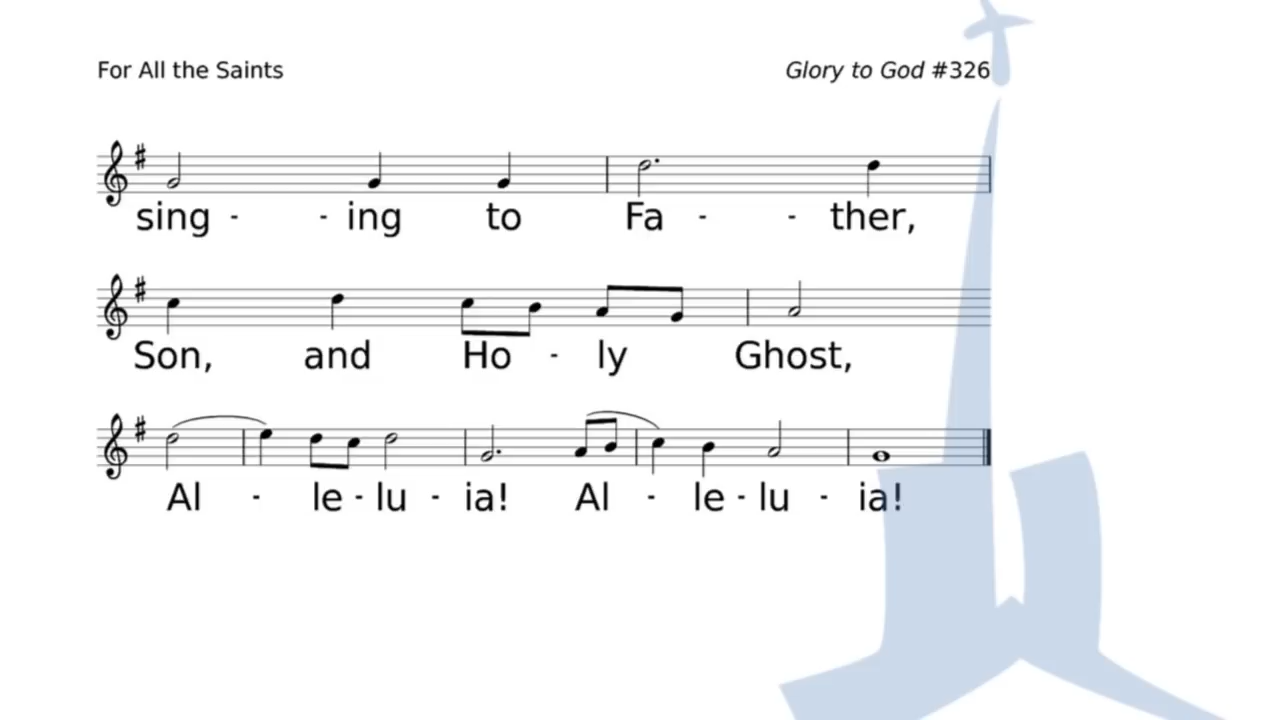 For All the Saints Glory to God #326
sing - - ing to Fa - - ther,
Son, and Ho - ly Ghost,
Al - le - lu - ia! Al - le - lu - ia!